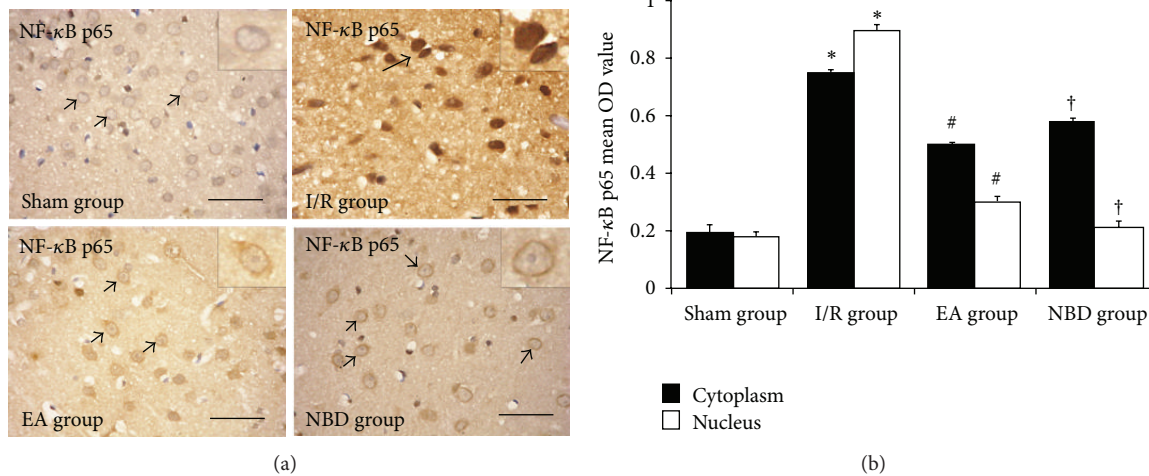 NF-κB p65
Sham group
NF-κB p65
I/R group
NF-κB p65
EA group
NF-κB p65
NBD group
(a)
NF-κB p65 mean OD value
1
0.8
0.6
0.4
0.2
0
*
*
#
#
†
†
Sham group
I/R group
EA group
NBD group
Cytoplasm
Nucleus
(b)